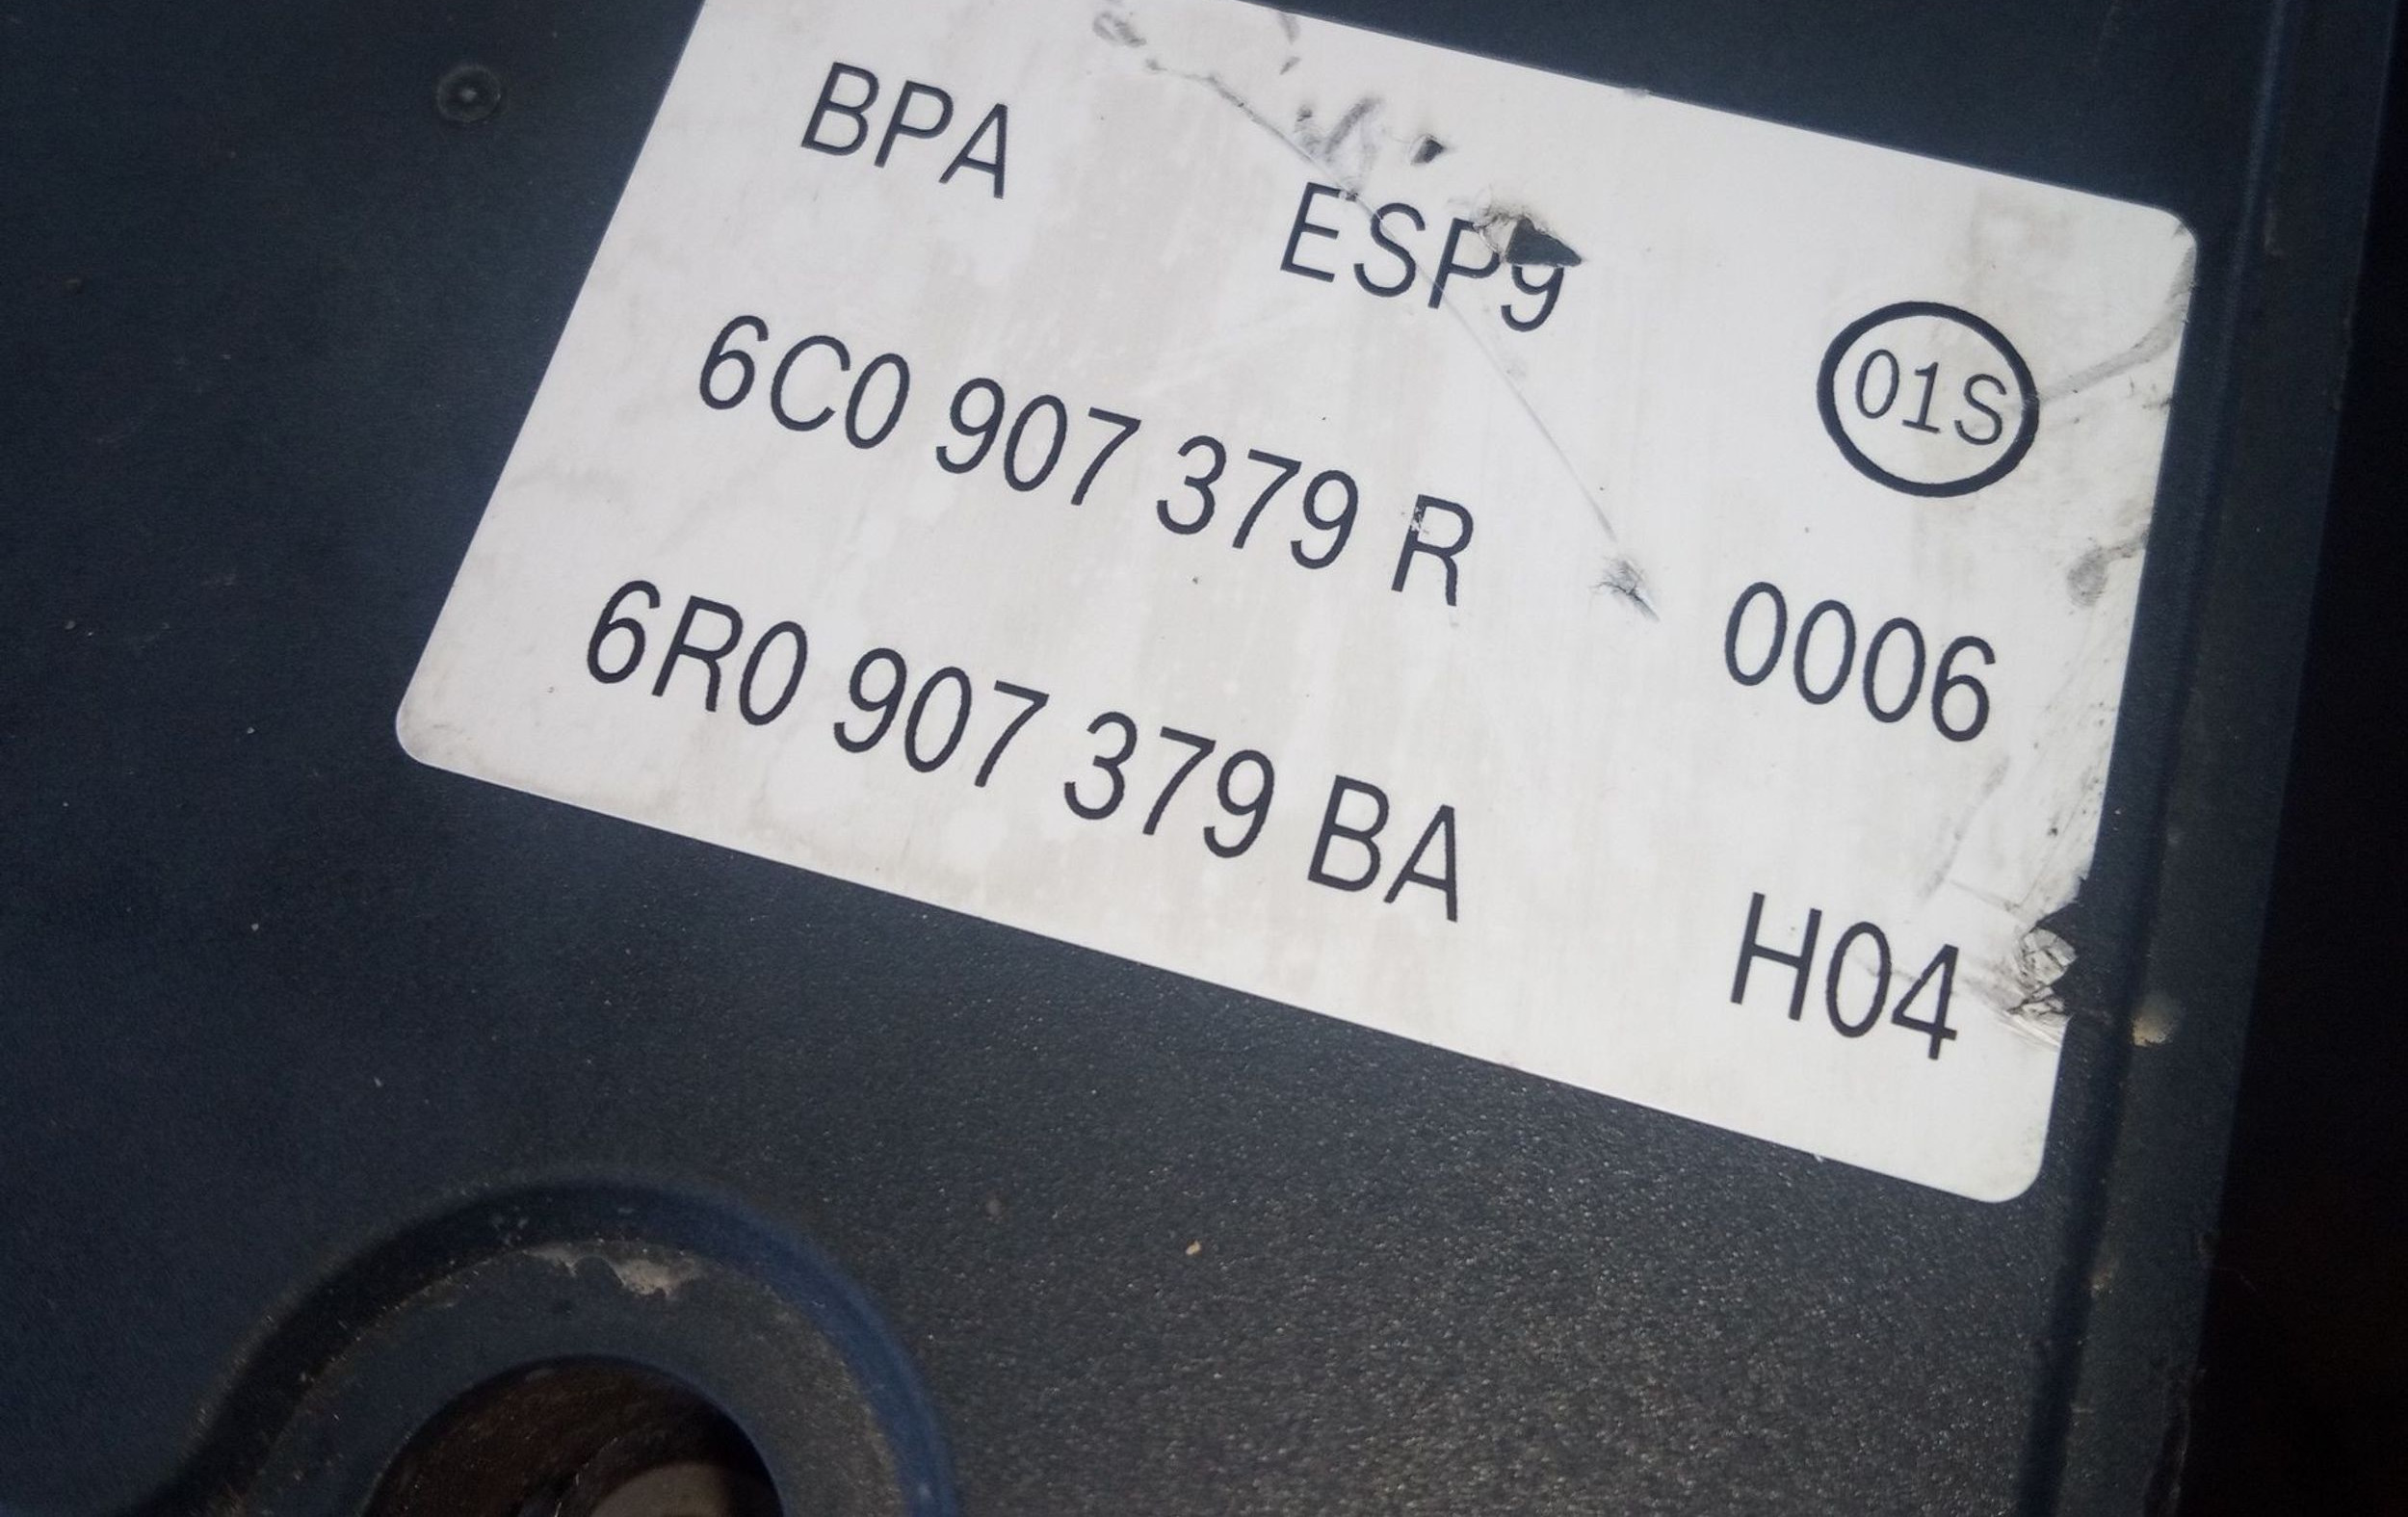 BPA ESP9
01S
6C0 907 379 R 0006
6R0 907 379 BA H04